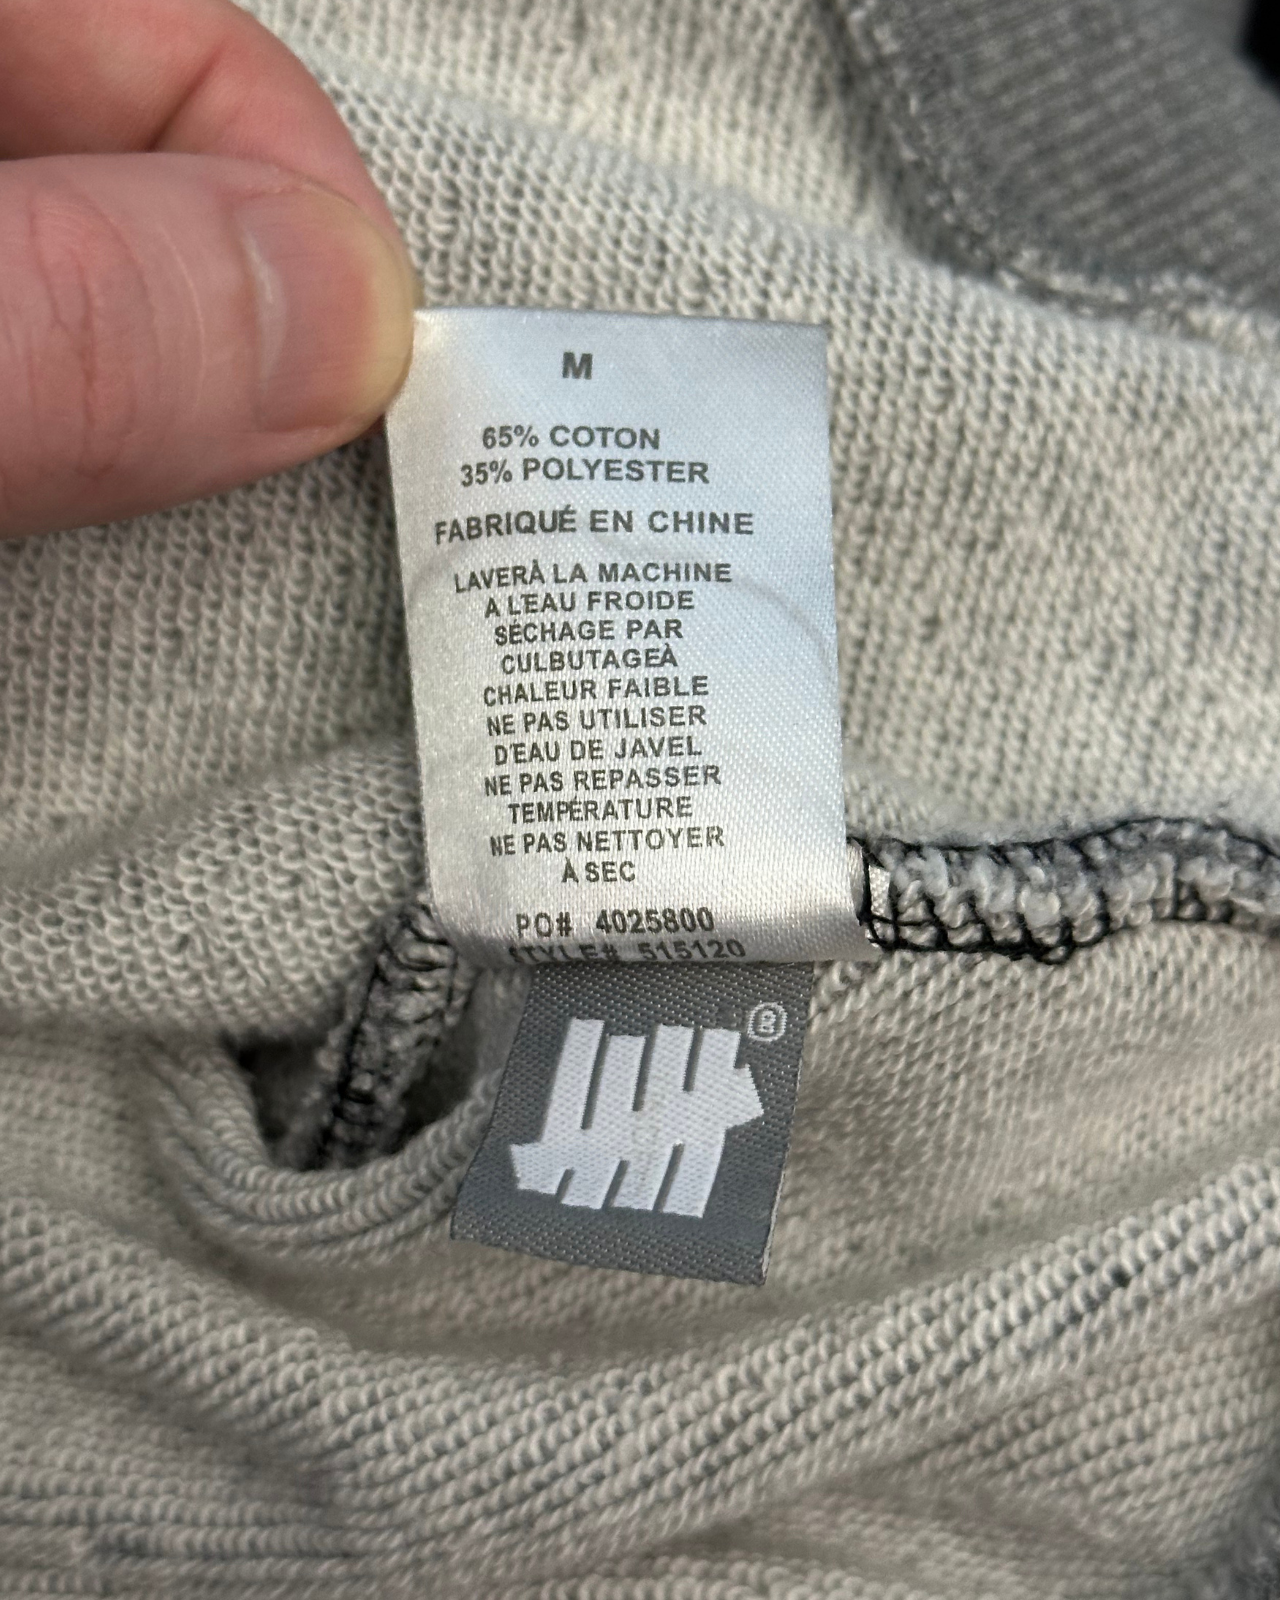 M
65% COTON
35% POLYESTER
FABRIQUÉ EN CHINE
LAVERÀ LA MACHINE
A L'EAU FROIDE
SÉCHAGE PAR
CULBUTAGEÀ
CHALEUR FAIBLE
NE PAS UTILISER
D'EAU DE JAVEL
NE PAS REPASSER
TEMPÉRATURE
NE PAS NETTOYER
À SEC
PO# 4025800
STYLE# 515120
®